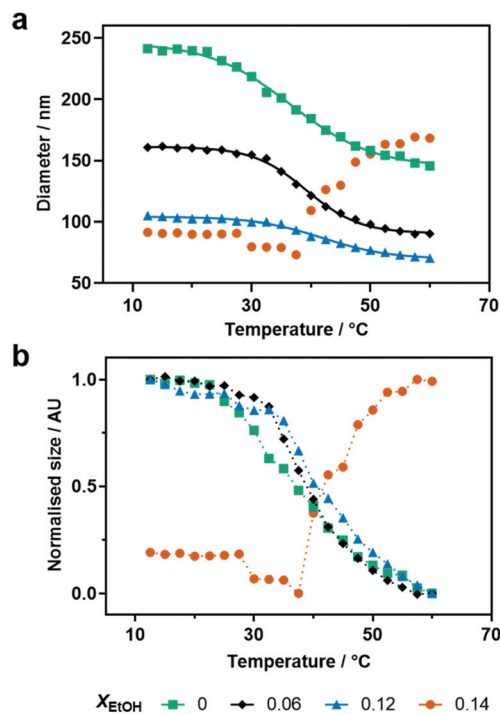 a
250
200
150
100
50
Diameter / nm
10 30 50 70
Temperature / °C
b
1.0
0.5
0.0
Normalised size / AU
10 30 50 70
Temperature / °C
XEtOH 0 0.06 0.12 0.14